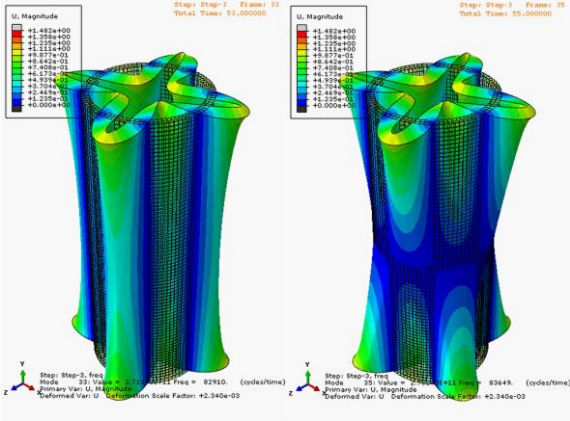 Step: Step-3 Frame: 33
Total Time: 53.000000
U, Magnitude
+1.482e+00
+1.358e+00
+1.235e+00
+1.111e+00
+9.877e-01
+8.642e-01
+7.408e-01
+6.173e-01
+4.939e-01
+3.704e-01
+2.469e-01
+1.235e-01
+0.000e+00
Y
Z
X
Step: Step-3, freq
Mode 33: Value = Freq = 82910. (cycles/time)
Primary Var: U, Magnitude
Deformed Var: U Deformation Scale Factor: +2.340e-03
Step: Step-3 Frame: 35
Total Time: 55.000000
U, Magnitude
+1.482e+00
+1.358e+00
+1.235e+00
+1.111e+00
+9.877e-01
+8.642e-01
+7.408e-01
+6.173e-01
+4.939e-01
+3.704e-01
+2.469e-01
+1.235e-01
+0.000e+00
Y
Z
X
Step: Step-3, freq
Mode 35: Value = Freq = 83649. (cycles/time)
Primary Var: U, Magnitude
Deformed Var: U Deformation Scale Factor: +2.340e-03